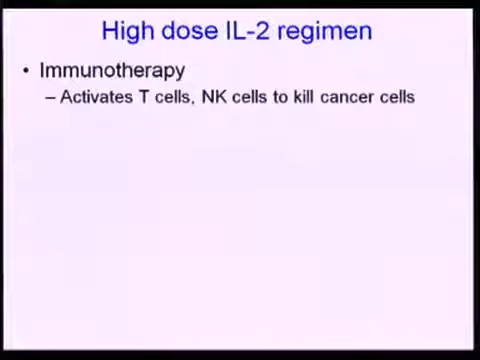 High dose IL-2 regimen
• Immunotherapy
– Activates T cells, NK cells to kill cancer cells